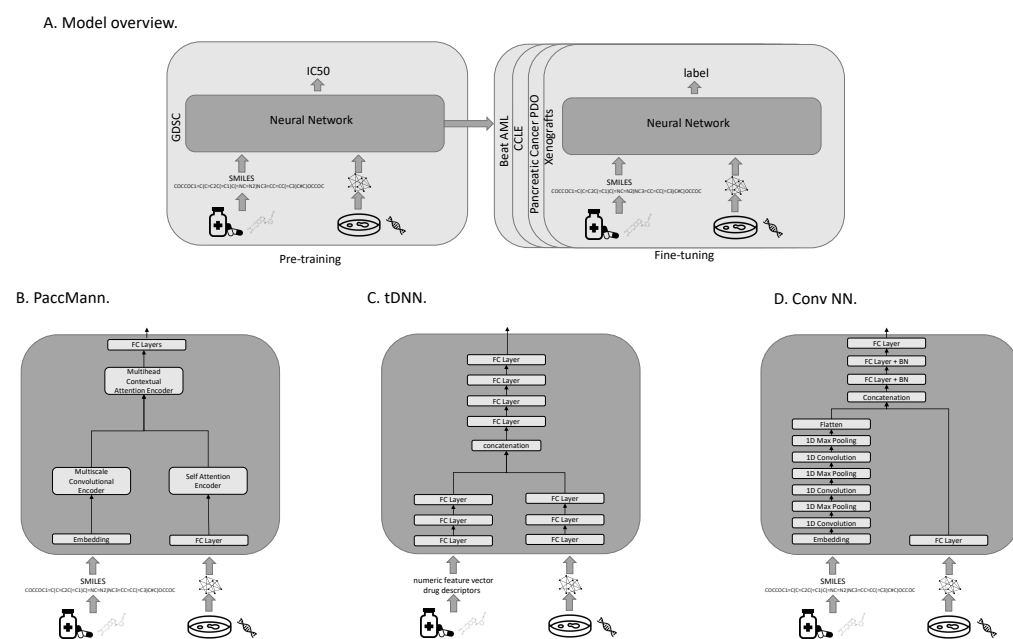 A. Model overview.
IC50
Neural Network
GDSC
SMILES
COCCOC1=C(C=C2C(=C1)C(=NC=N2)NC3=CC=CC(=C3)C#C)OCCOC
Pre-training
label
Neural Network
Beat AML
CCLE
Pancreatic Cancer PDO
Xenografts
SMILES
COCCOC1=C(C=C2C(=C1)C(=NC=N2)NC3=CC=CC(=C3)C#C)OCCOC
Fine-tuning
B. PaccMann.
FC Layers
Multihead
Contextual
Attention Encoder
Multiscale
Convolutional
Encoder
Self Attention
Encoder
Embedding
FC Layer
SMILES
COCCOC1=C(C=C2C(=C1)C(=NC=N2)NC3=CC=CC(=C3)C#C)OCCOC
C. tDNN.
FC Layer
FC Layer
FC Layer
FC Layer
concatenation
FC Layer
FC Layer
FC Layer
FC Layer
FC Layer
FC Layer
numeric feature vector
drug descriptors
D. Conv NN.
FC Layer
FC Layer + BN
FC Layer + BN
Concatenation
Flatten
1D Max Pooling
1D Convolution
1D Max Pooling
1D Convolution
1D Max Pooling
1D Convolution
Embedding
FC Layer
SMILES
COCCOC1=C(C=C2C(=C1)C(=NC=N2)NC3=CC=CC(=C3)C#C)OCCOC